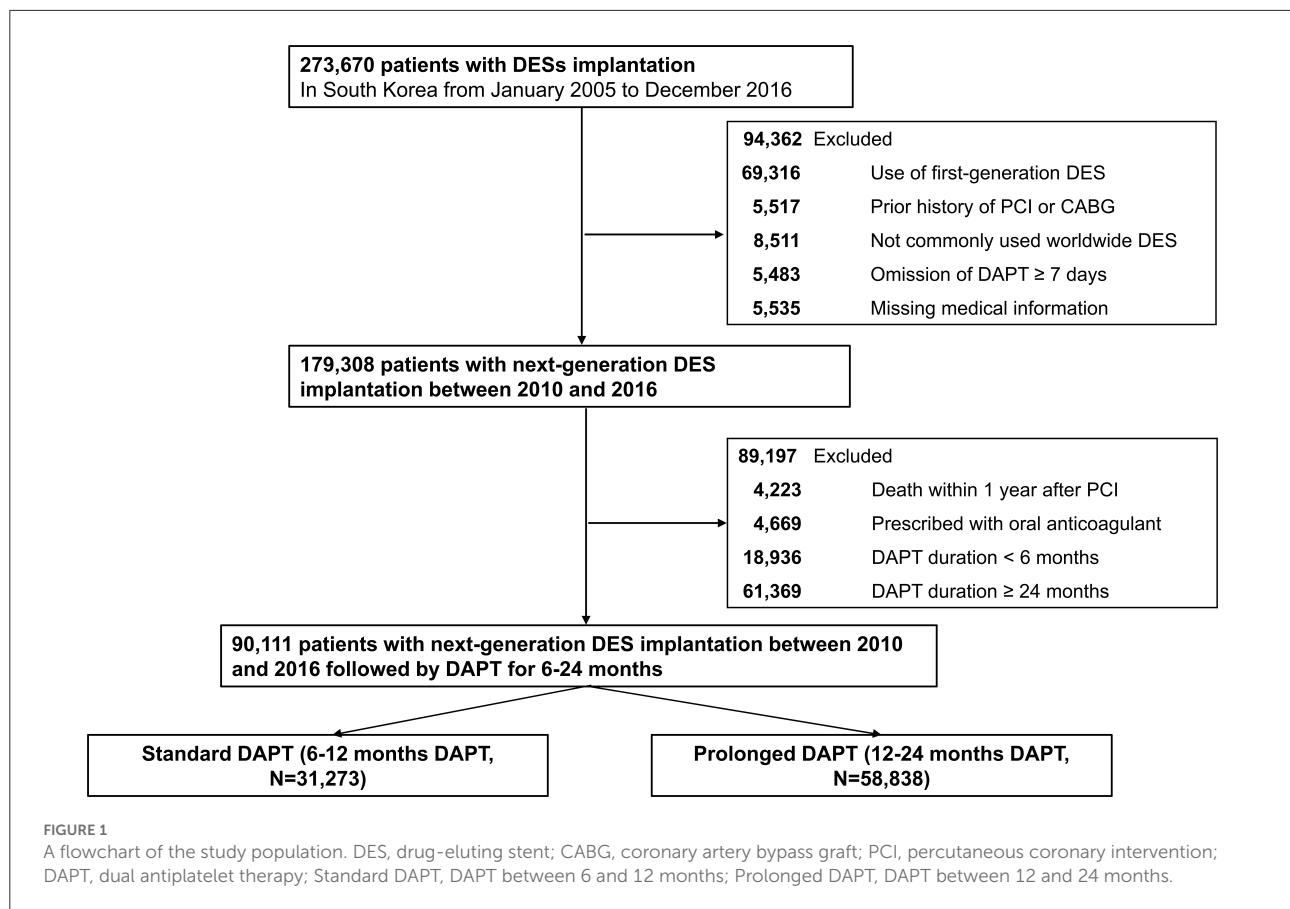 273,670 patients with DESs implantation
In South Korea from January 2005 to December 2016
94,362 Excluded
69,316 Use of first-generation DES
5,517 Prior history of PCI or CABG
8,511 Not commonly used worldwide DES
5,483 Omission of DAPT ≥ 7 days
5,535 Missing medical information
179,308 patients with next-generation DES
implantation between 2010 and 2016
89,197 Excluded
4,223 Death within 1 year after PCI
4,669 Prescribed with oral anticoagulant
18,936 DAPT duration < 6 months
61,369 DAPT duration ≥ 24 months
90,111 patients with next-generation DES implantation between 2010
and 2016 followed by DAPT for 6-24 months
Standard DAPT (6-12 months DAPT,
N=31,273)
Prolonged DAPT (12-24 months DAPT,
N=58,838)
FIGURE 1
A flowchart of the study population. DES, drug-eluting stent; CABG, coronary artery bypass graft; PCI, percutaneous coronary intervention;
DAPT, dual antiplatelet therapy; Standard DAPT, DAPT between 6 and 12 months; Prolonged DAPT, DAPT between 12 and 24 months.